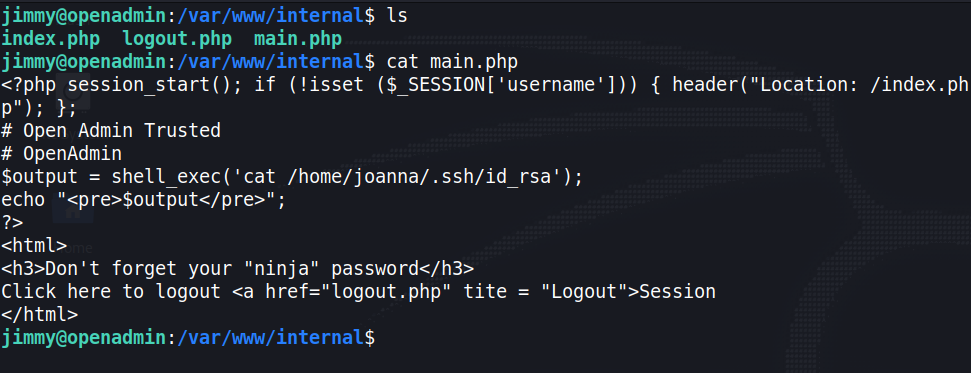 jimmy@openadmin:/var/www/internal$ ls
index.php  logout.php  main.php
jimmy@openadmin:/var/www/internal$ cat main.php
<?php session_start(); if (!isset ($_SESSION['username'])) { header("Location: /index.ph
p"); };
# Open Admin Trusted
# OpenAdmin
$output = shell_exec('cat /home/joanna/.ssh/id_rsa');
echo "<pre>$output</pre>";
?>
<html>
<h3>Don't forget your "ninja" password</h3>
Click here to logout <a href="logout.php" tite = "Logout">Session
</html>
jimmy@openadmin:/var/www/internal$